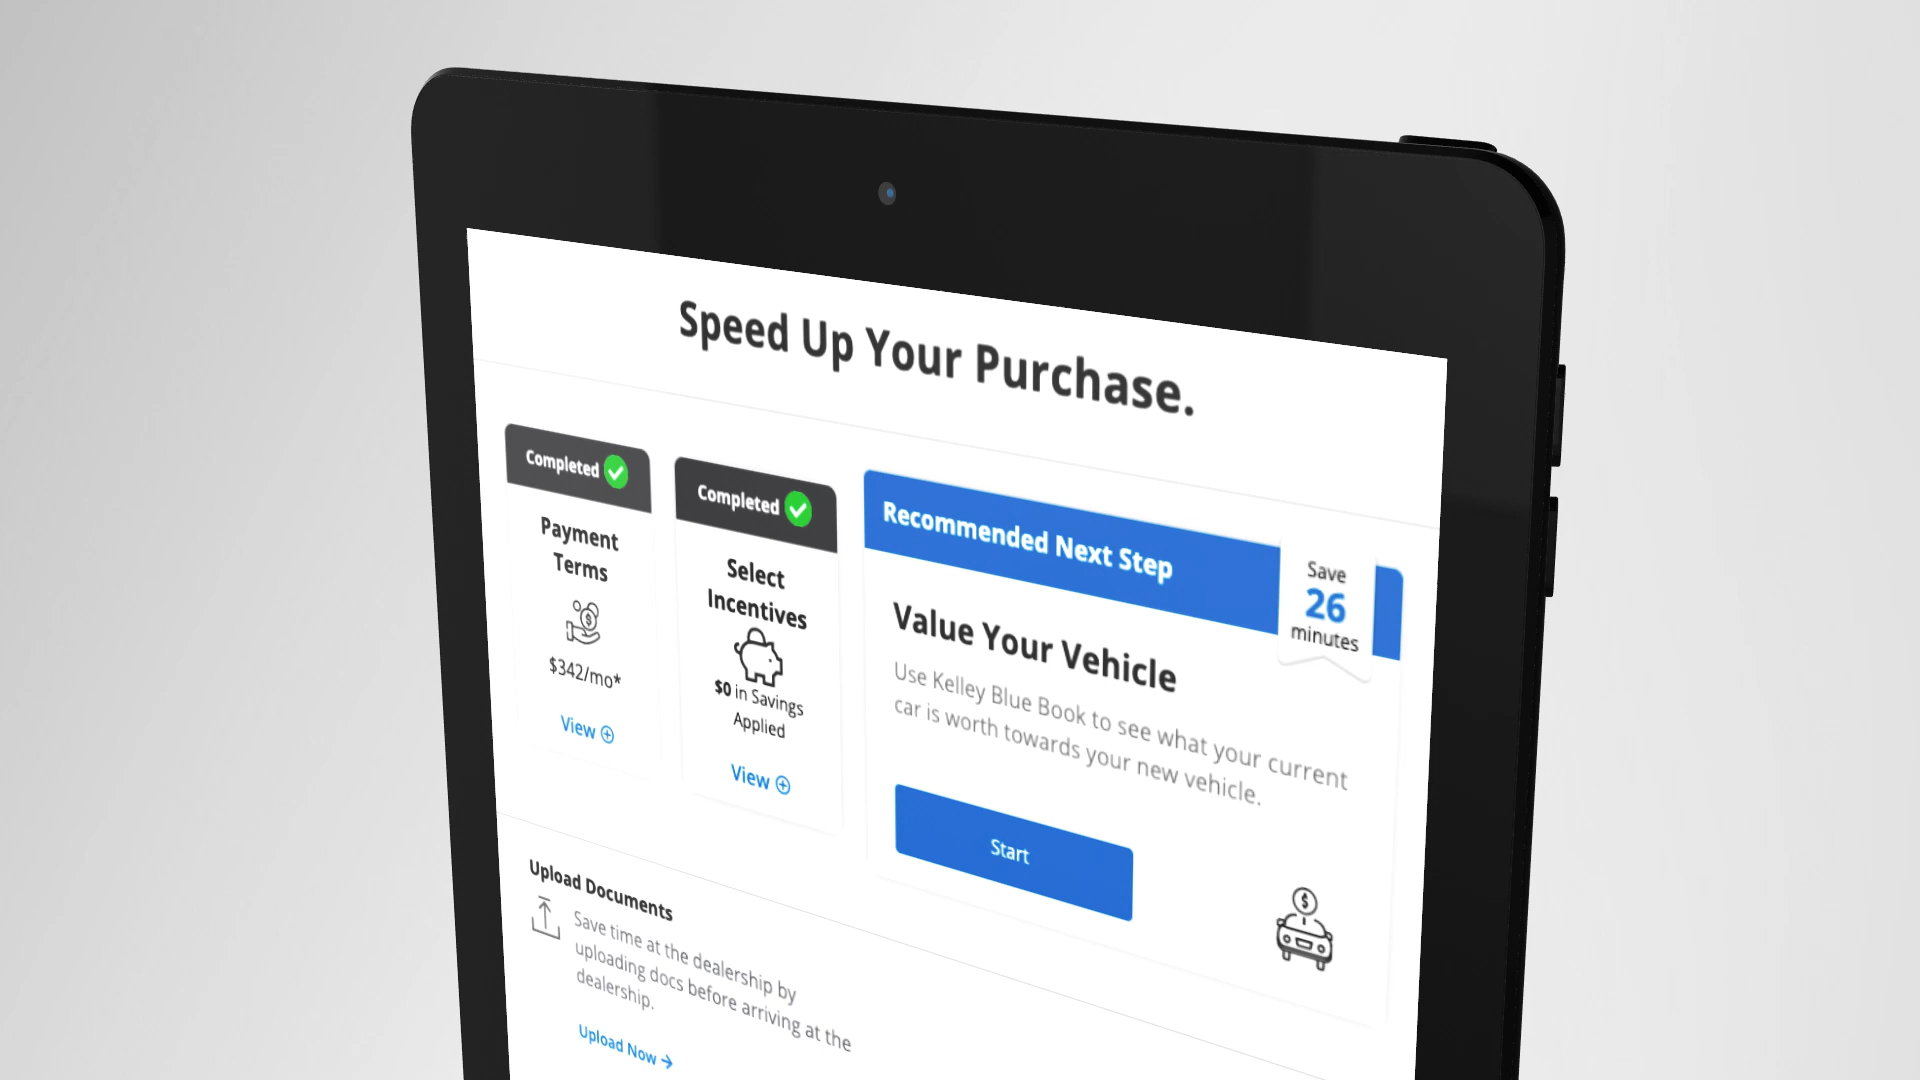 Speed Up Your Purchase.
Completed
Payment
Terms
$342/mo*
View
Completed
Select
Incentives
$0 in Savings
Applied
View
Recommended Next Step
Save
26
minutes
Value Your Vehicle
Use Kelley Blue Book to see what your current
car is worth towards your new vehicle.
Start
Upload Documents
Save time at the dealership by
uploading docs before arriving at the
dealership.
Upload Now →